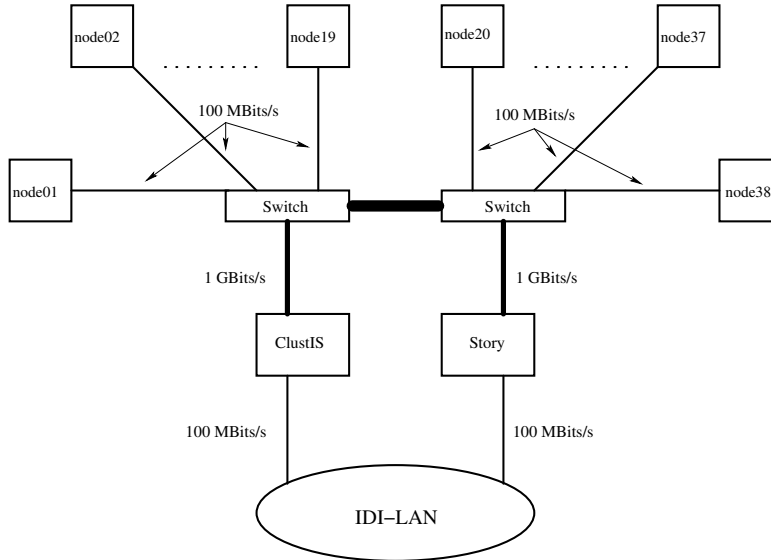 node02
node19
node20
node37
100 MBits/s
100 MBits/s
node01
node38
Switch
Switch
1 GBits/s
1 GBits/s
ClustIS
Story
100 MBits/s
100 MBits/s
IDI−LAN